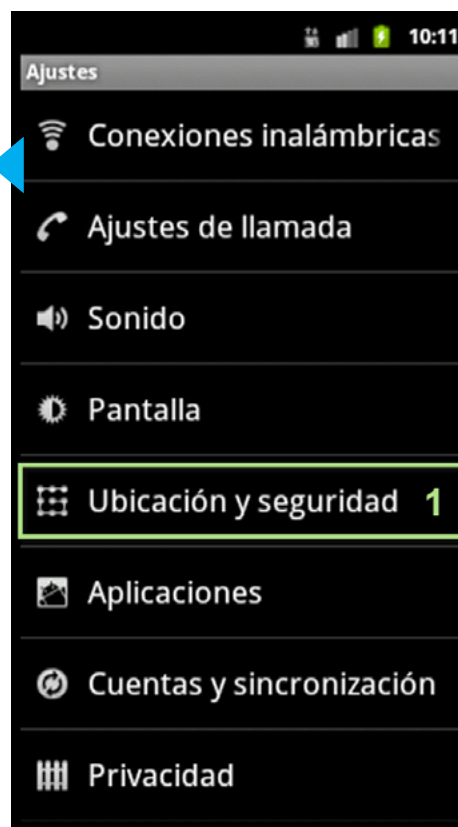 10:11
Ajustes
Conexiones inalámbricas
Ajustes de llamada
Sonido
Pantalla
Ubicación y seguridad 1
Aplicaciones
Cuentas y sincronización
Privacidad